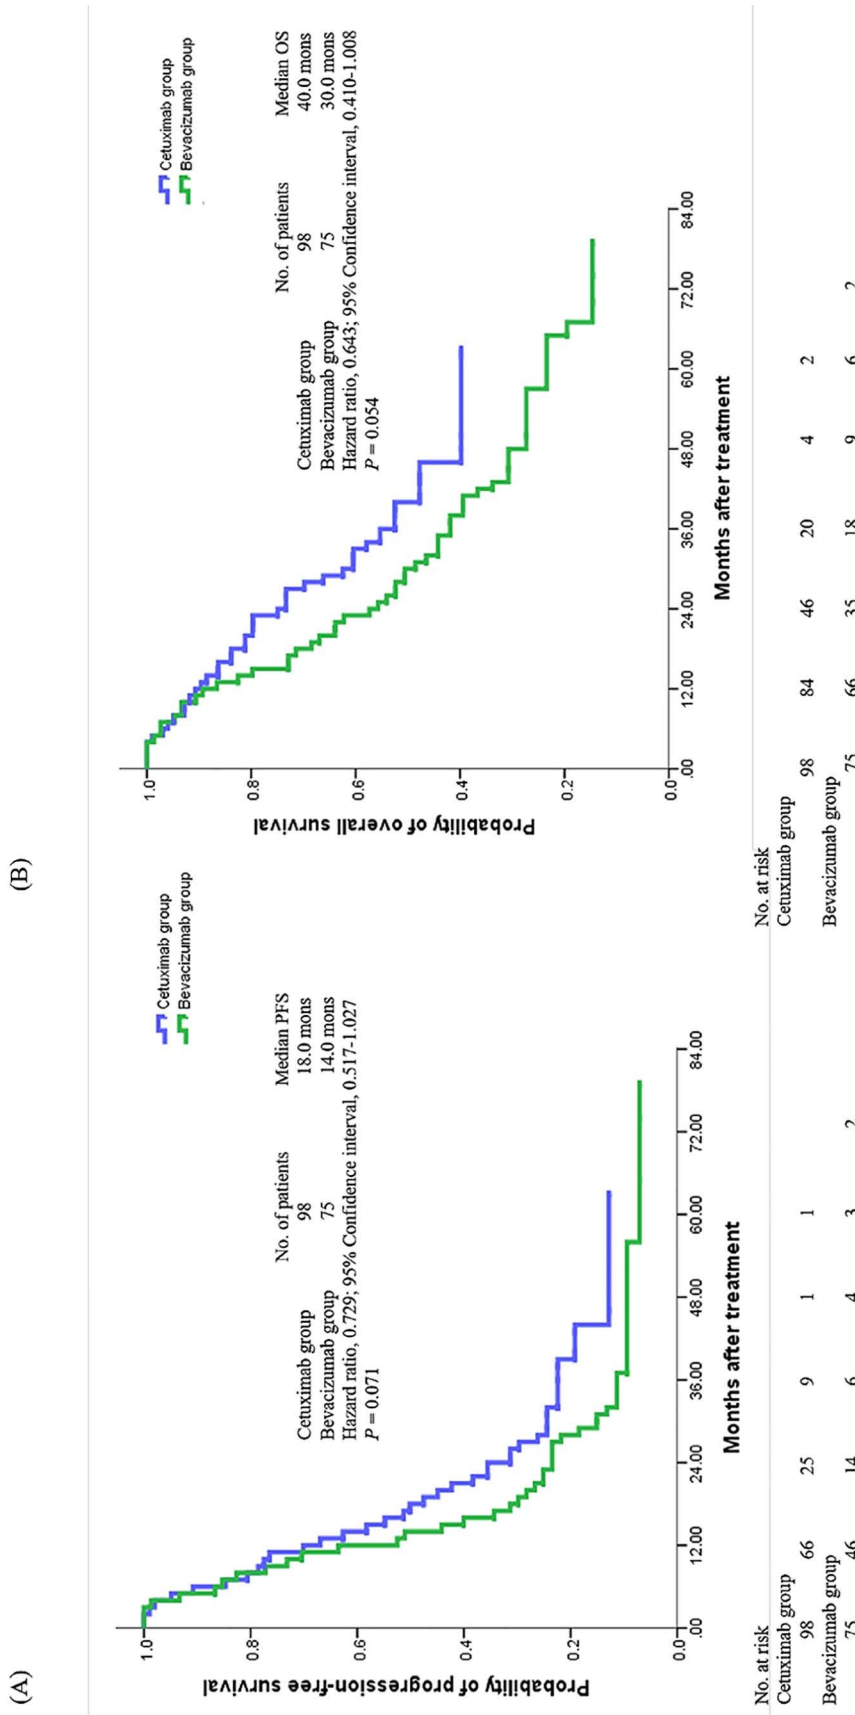 (A)
Cetuximab group
Bevacizumab group
No. of patients Median PFS
Cetuximab group 98 18.0 mons
Bevacizumab group 75 14.0 mons
Hazard ratio, 0.729; 95% Confidence interval, 0.517-1.027
P = 0.071
Probability of progression-free survival
1.0
0.8
0.6
0.4
0.2
0.0
.00 12.00 24.00 36.00 48.00 60.00 72.00 84.00
Months after treatment
No. at risk
Cetuximab group 98 66 25 9 1 1
Bevacizumab group 75 46 14 6 4 3 2
(B)
Cetuximab group
Bevacizumab group
No. of patients Median OS
Cetuximab group 98 40.0 mons
Bevacizumab group 75 30.0 mons
Hazard ratio, 0.643; 95% Confidence interval, 0.410-1.008
P = 0.054
Probability of overall survival
1.0
0.8
0.6
0.4
0.2
0.0
.00 12.00 24.00 36.00 48.00 60.00 72.00 84.00
Months after treatment
No. at risk
Cetuximab group 98 84 46 20 4 2
Bevacizumab group 75 66 35 18 9 6 2